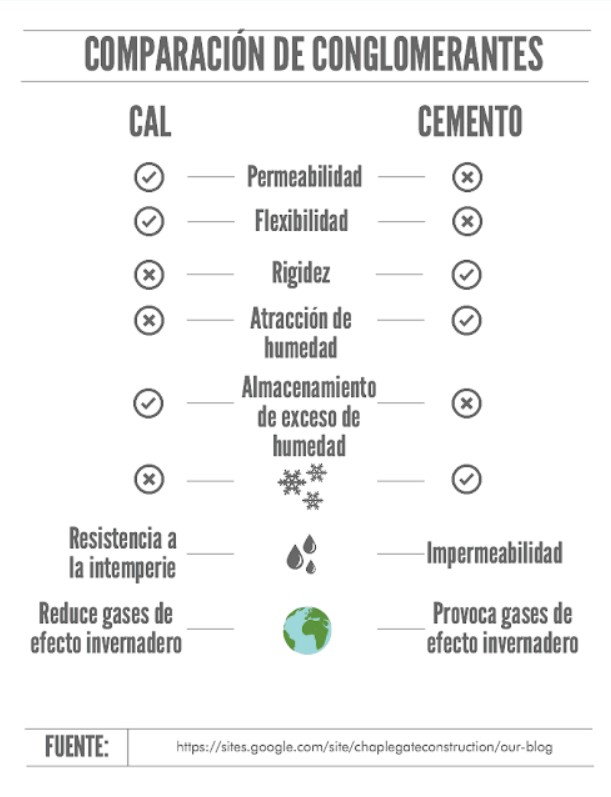 COMPARACIÓN DE CONGLOMERANTES
CAL
CEMENTO
Permeabilidad
Flexibilidad
Rigidez
Atracción de
humedad
Almacenamiento
de exceso de
humedad
Resistencia a
la intemperie
Impermeabilidad
Reduce gases de
efecto invernadero
Provoca gases de
efecto invernadero
FUENTE:
https://sites.google.com/site/chaplegateconstruction/our-blog